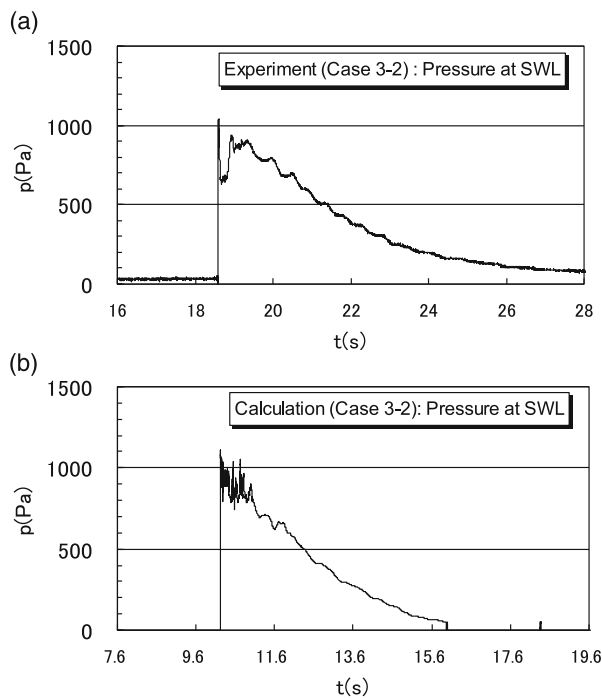 (a)
1500
Experiment (Case 3-2) : Pressure at SWL
1000
p(Pa)
500
0
16 18 20 22 24 26 28
t(s)
(b)
1500
Calculation (Case 3-2): Pressure at SWL
1000
p(Pa)
500
0
7.6 9.6 11.6 13.6 15.6 17.6 19.6
t(s)